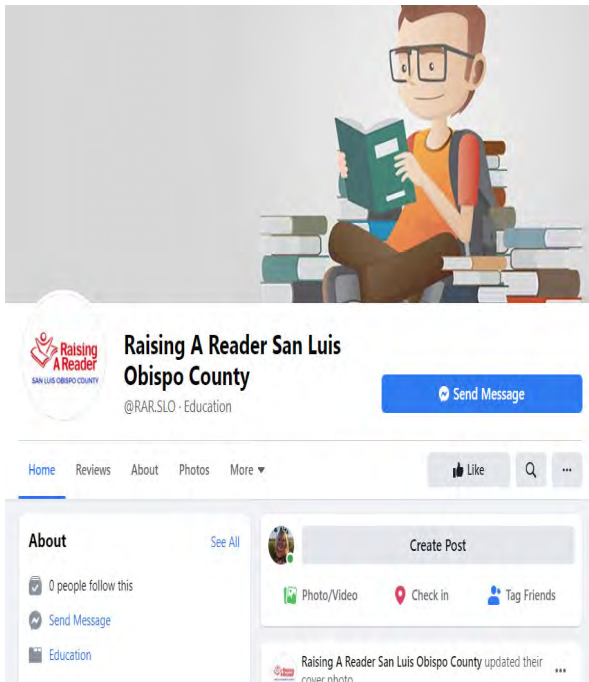 Raising
A Reader
SAN LUIS OBISPO COUNTY
Raising A Reader San Luis
Obispo County
@RAR.SLO · Education
Send Message
Home Reviews About Photos More
Like
About See All
0 people follow this
Send Message
Education
Create Post
Photo/Video Check in Tag Friends
Raising A Reader San Luis Obispo County updated their
cover photo